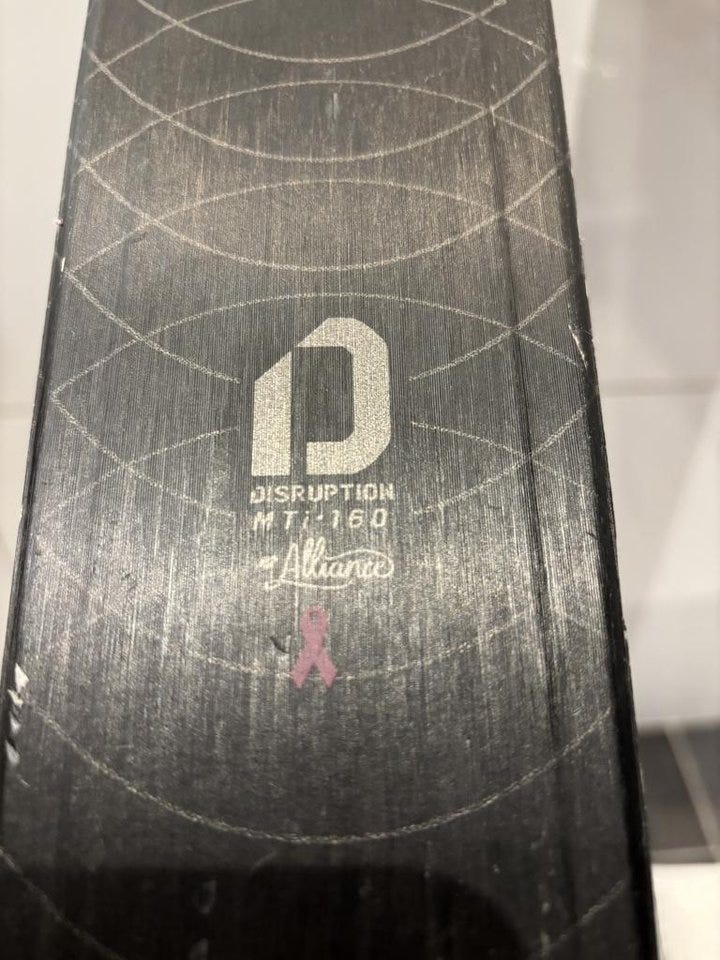 D
DISRUPTION
MTi·160
Alliance